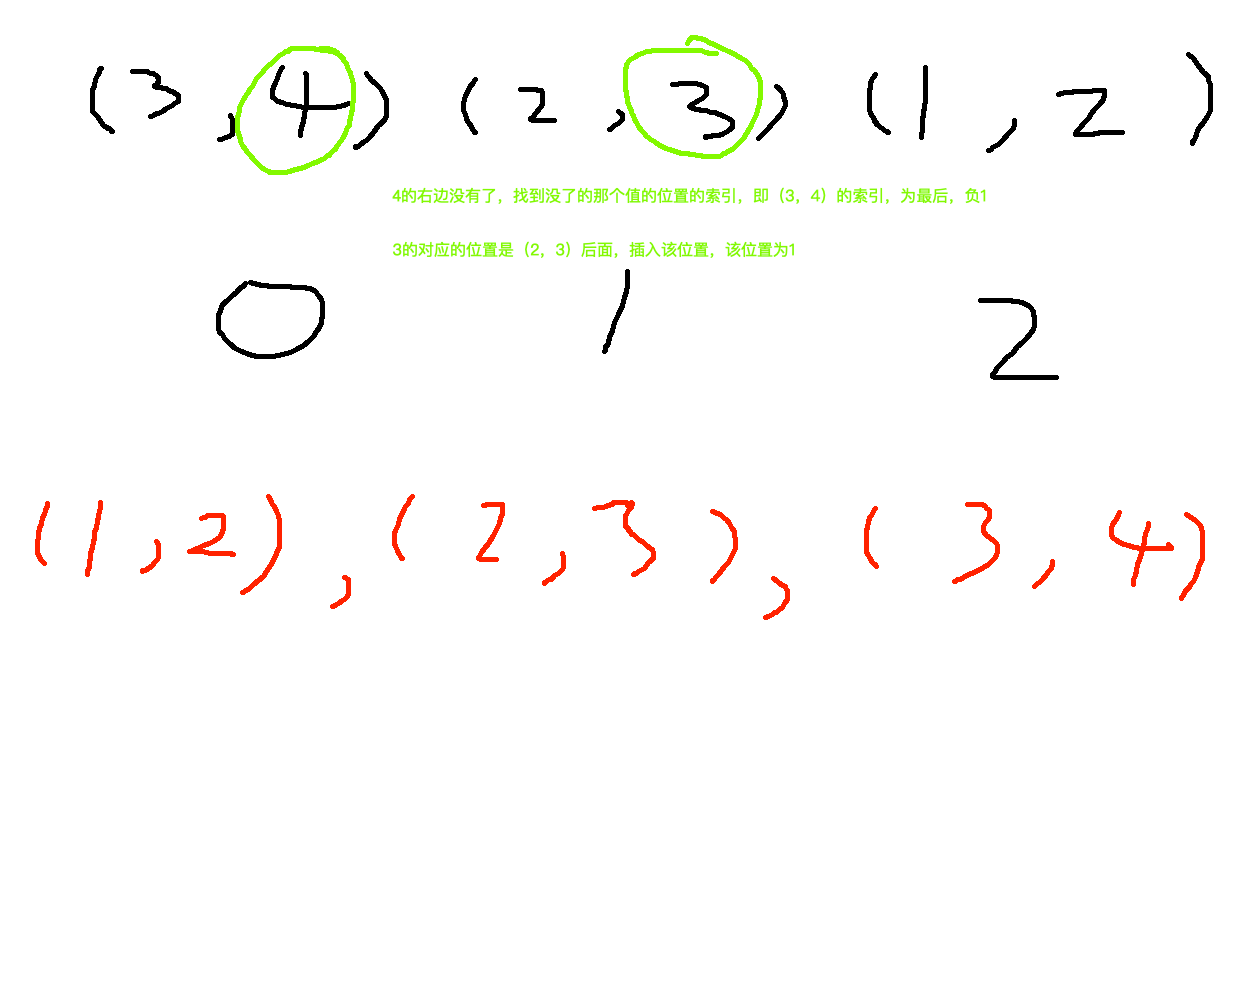 (3,4) (2,3) (1,2)
4的右边没有了，找到没了的那个值的位置的索引，即（3，4）的索引，为最后，负1
3的对应的位置是（2，3）后面，插入该位置，该位置为1
0 1 2
(1,2),(2,3),(3,4)